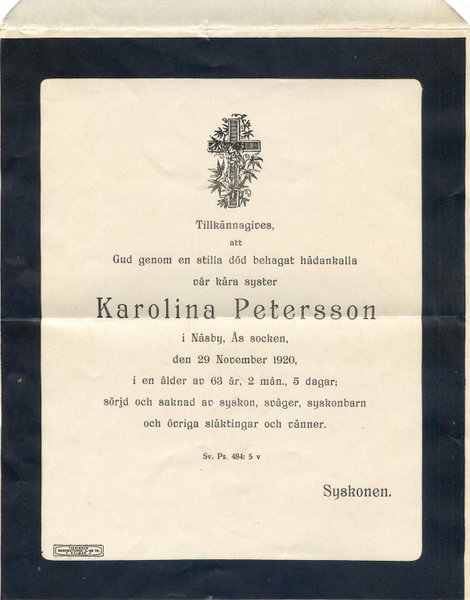 Tillkännagives,
att
Gud genom en stilla död behagat hädankalla
vår kära syster
Karolina Petersson
i Näsby, Ås socken,
den 29 November 1920,
i en ålder av 63 år, 2 mån., 5 dagar;
sörjd och saknad av syskon, svåger, syskonbarn
och övriga släktingar och vänner.
Sv. Ps. 484: 5 v
Syskonen.